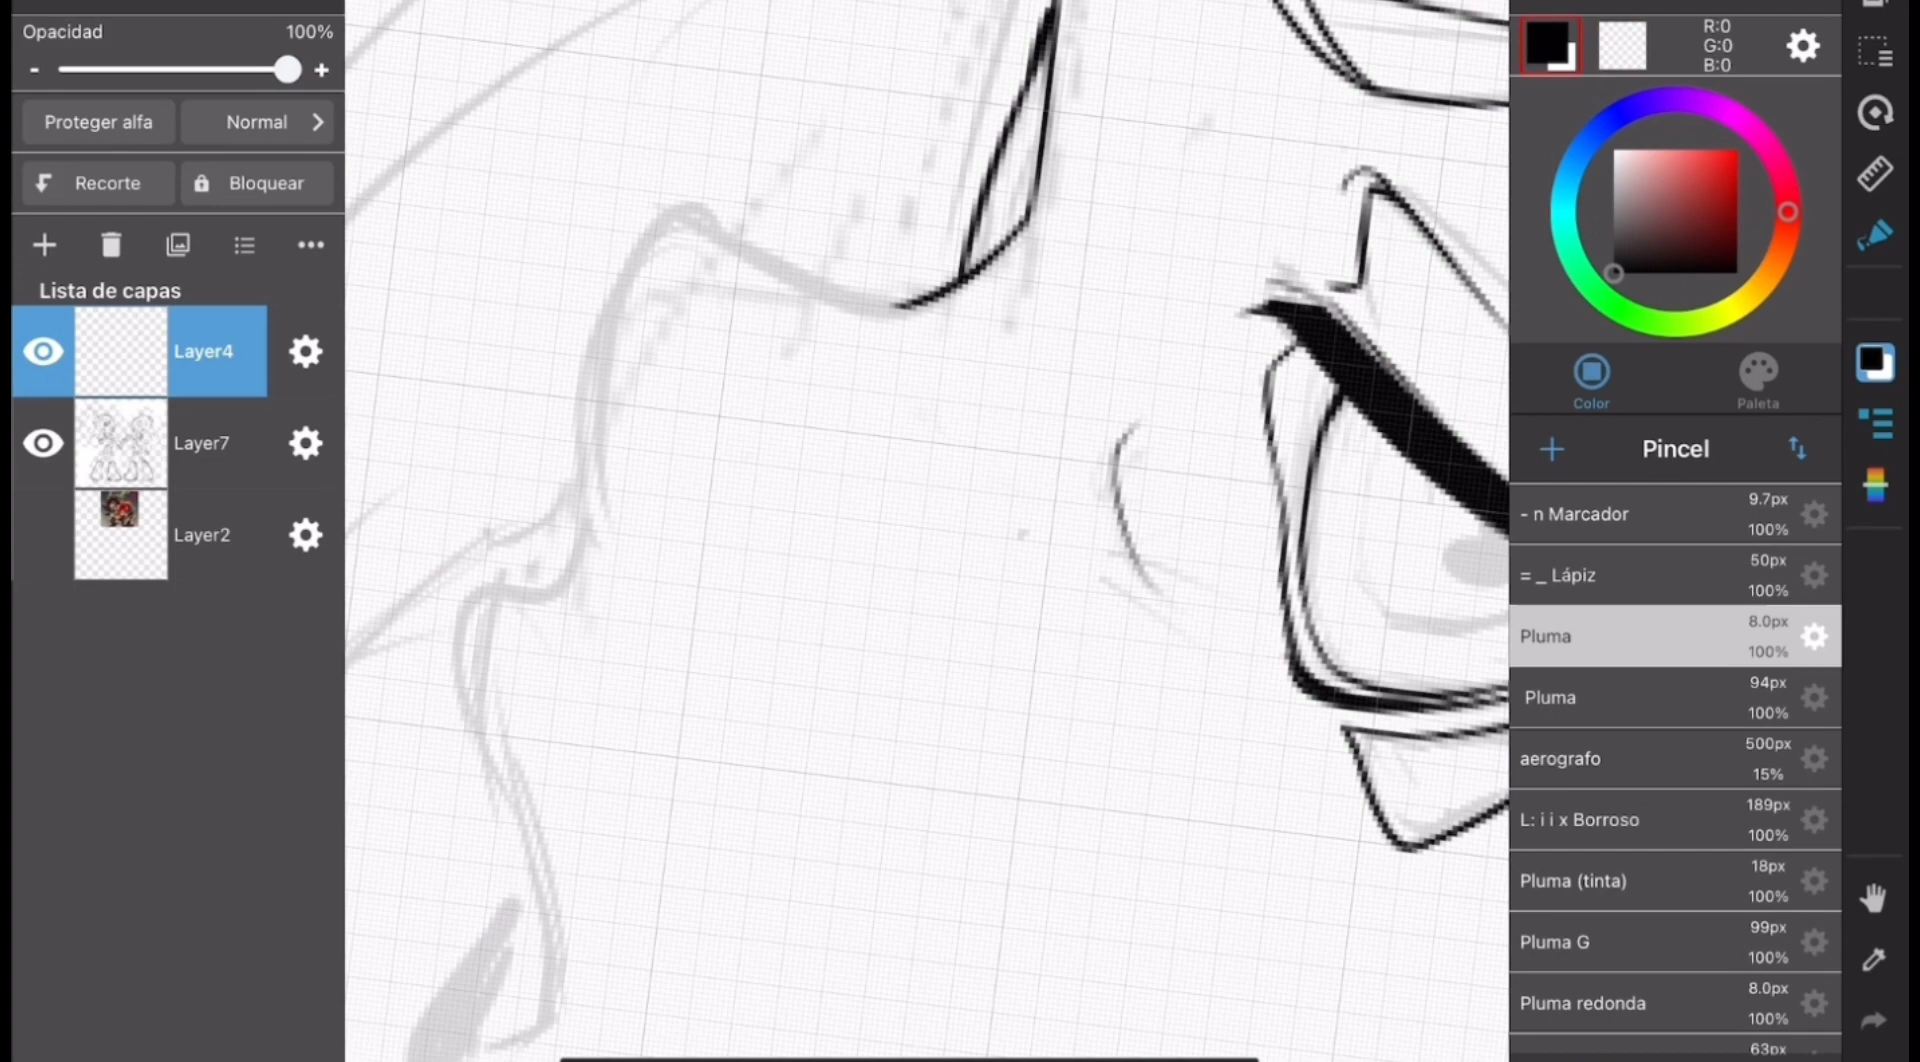 Opacidad 100%
- +
Proteger alfa Normal
Recorte Bloquear
Lista de capas
Layer4
Layer7
Layer2
R:0
G:0
B:0
Color Paleta
+ Pincel
- n Marcador 9.7px 100%
= _ Lápiz 50px 100%
Pluma 8.0px 100%
Pluma 94px 100%
aerografo 500px 15%
L: i i x Borroso 189px 100%
Pluma (tinta) 18px 100%
Pluma G 99px 100%
Pluma redonda 8.0px 100%
63px